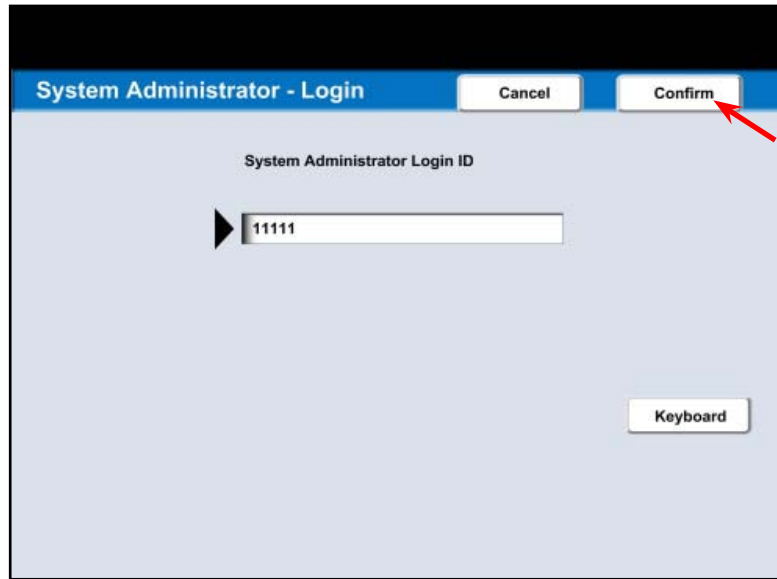 System Administrator - Login
Cancel
Confirm
System Administrator Login ID
11111
Keyboard